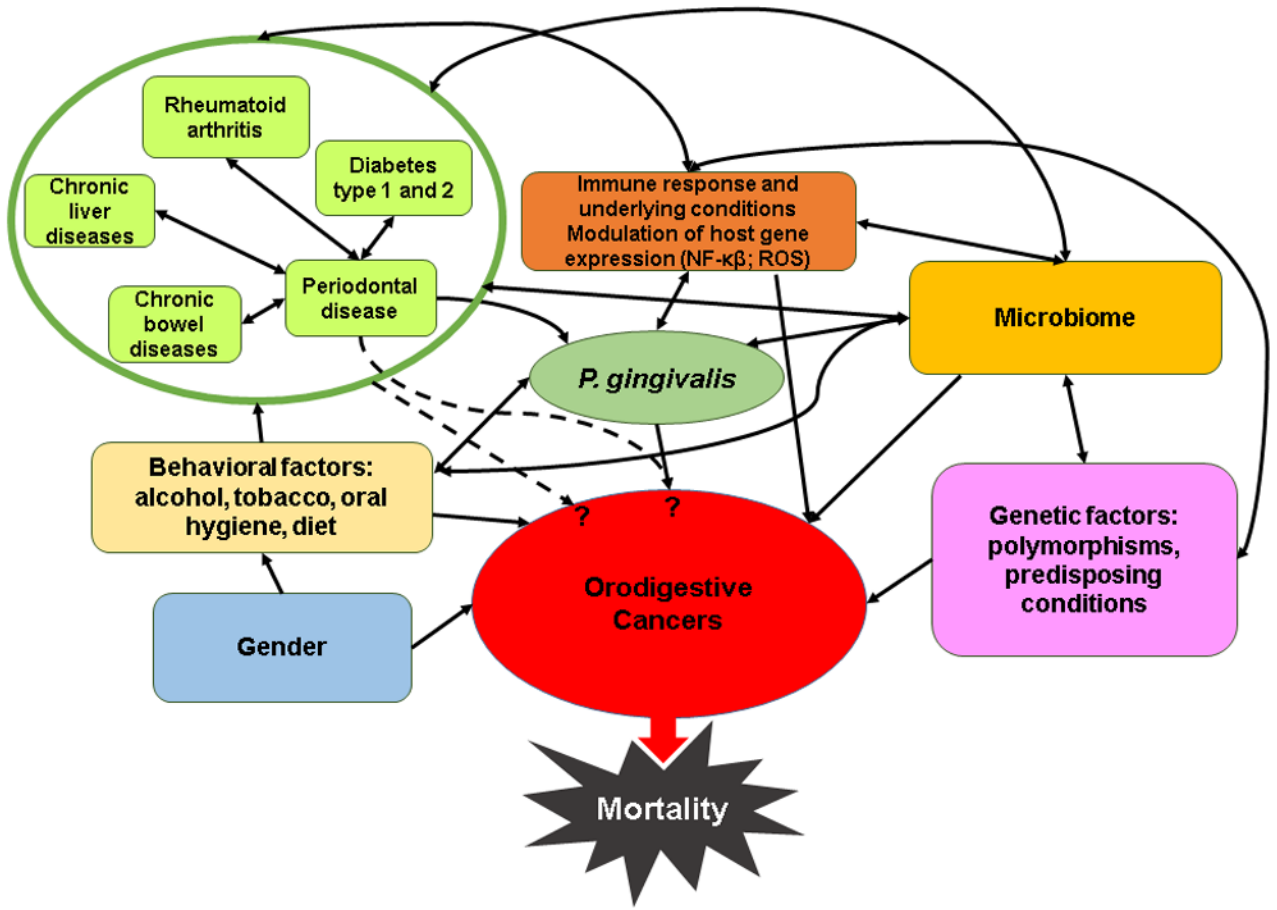 Rheumatoid
arthritis
Diabetes
type 1 and 2
Chronic
liver
diseases
Periodontal
disease
Chronic
bowel
diseases
Immune response and
underlying conditions
Modulation of host gene
expression (NF-κβ; ROS)
Microbiome
P. gingivalis
Behavioral factors:
alcohol, tobacco, oral
hygiene, diet
?
?
Genetic factors:
polymorphisms,
predisposing
conditions
Orodigestive
Cancers
Gender
Mortality